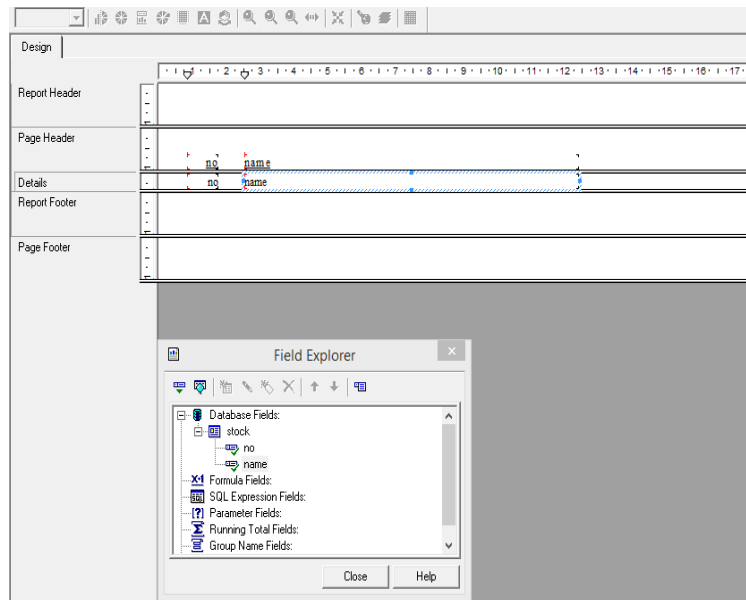 Design
1 2 3 4 5 6 7 8 9 10 11 12 13 14 15 16 17
Report Header
Page Header
no name
Details
no name
Report Footer
Page Footer
Field Explorer
Database Fields:
stock
no
name
X+1 Formula Fields:
SQL SQL Expression Fields:
[?] Parameter Fields:
Σ Running Total Fields:
Group Name Fields:
Close Help